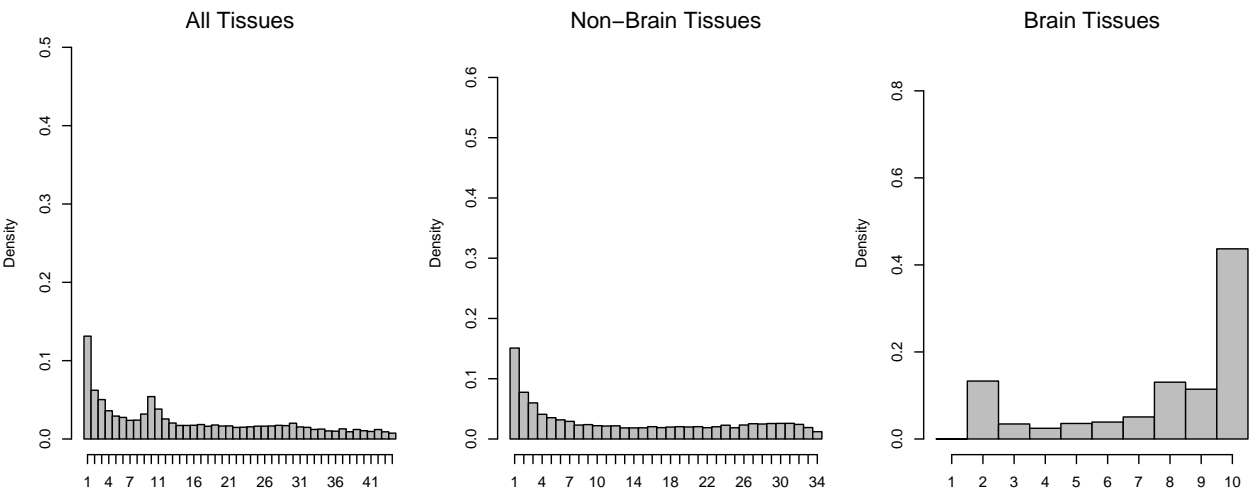 All Tissues
Density
0.0 0.1 0.2 0.3 0.4 0.5
1 4 7 11 16 21 26 31 36 41
Non−Brain Tissues
Density
0.0 0.1 0.2 0.3 0.4 0.5 0.6
1 4 7 10 14 18 22 26 30 34
Brain Tissues
Density
0.0 0.2 0.4 0.6 0.8
1 2 3 4 5 6 7 8 9 10